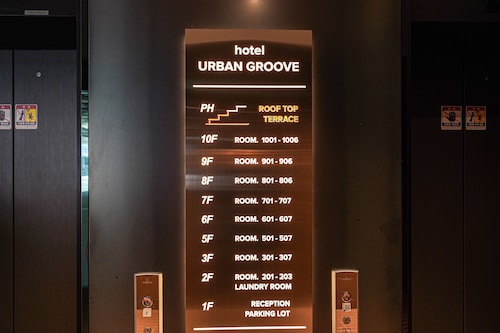 hotel
URBAN GROOVE
PH ROOF TOP
TERRACE
10F ROOM. 1001-1006
9F ROOM. 901-906
8F ROOM. 801-806
7F ROOM. 701-707
6F ROOM. 601-607
5F ROOM. 501-507
3F ROOM. 301-307
2F ROOM. 201-203
LAUNDRY ROOM
1F RECEPTION
PARKING LOT